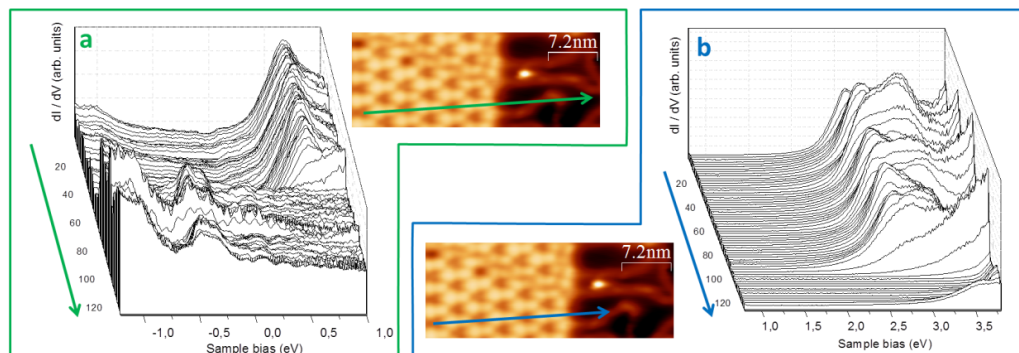 a
dI / dV (arb. units)
20
40
60
80
100
120
-1,0
-0,5
0,0
0,5
1,0
Sample bias (eV)
7.2nm
7.2nm
b
dI / dV (arb. units)
20
40
60
80
100
120
1,0
1,5
2,0
2,5
3,0
3,5
Sample bias (eV)